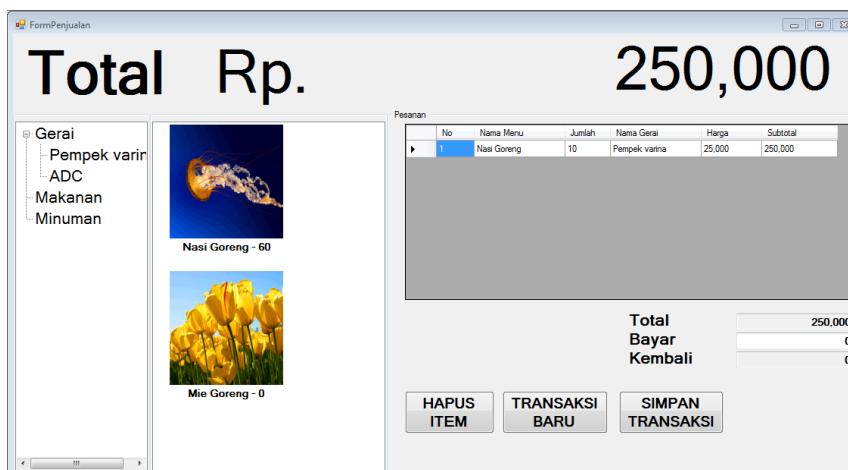 FormPenjualan
Total Rp. 250,000
Gerai
Pempek varin
ADC
Makanan
Minuman
Nasi Goreng - 60
Mie Goreng - 0
Pesanan
No Nama Menu Jumlah Nama Gerai Harga Subtotal
1 Nasi Goreng 10 Pempek varina 25,000 250,000
Total 250,000
Bayar 0
Kembali 0
HAPUS ITEM
TRANSAKSI BARU
SIMPAN TRANSAKSI